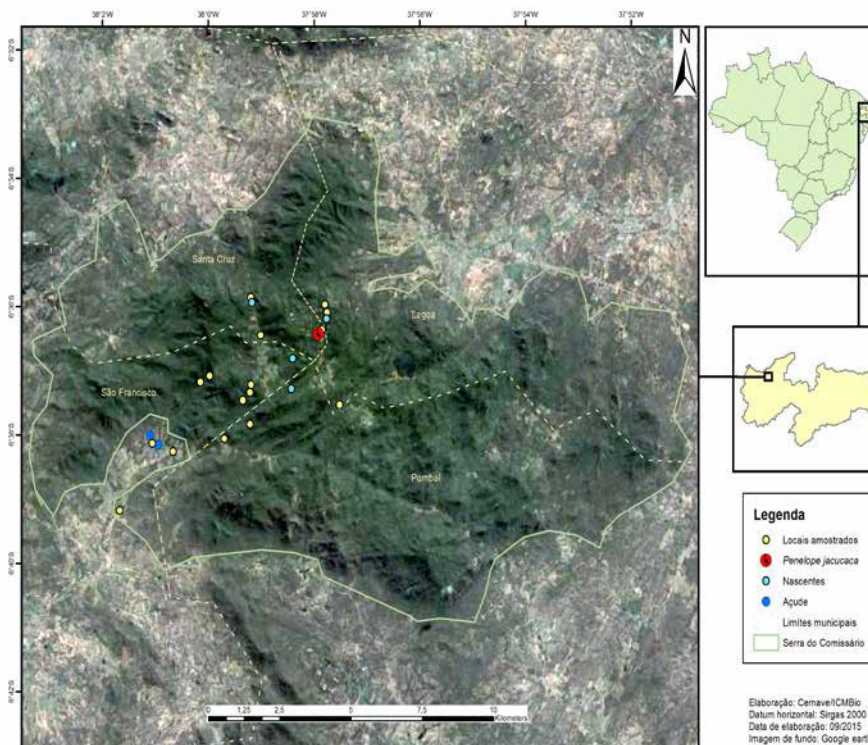 38°2'W
38°0'W
37°58'W
37°56'W
37°54'W
37°52'W
6°32'S
6°34'S
6°36'S
6°38'S
6°40'S
6°42'S
N
Santa Cruz
Lagoa
São Francisco
Pombal
0 1,25 2,5 5 7,5 10
Kilometers
Legenda
Locais amostrados
Penelope jacucaca
Nascentes
Açude
Limítes municipais
Serra do Comissário
Elaboração: Cemave/ICMBio
Datum horizontal: Sirgas 2000
Data de elaboração: 09/2015
Imagem de fundo: Google